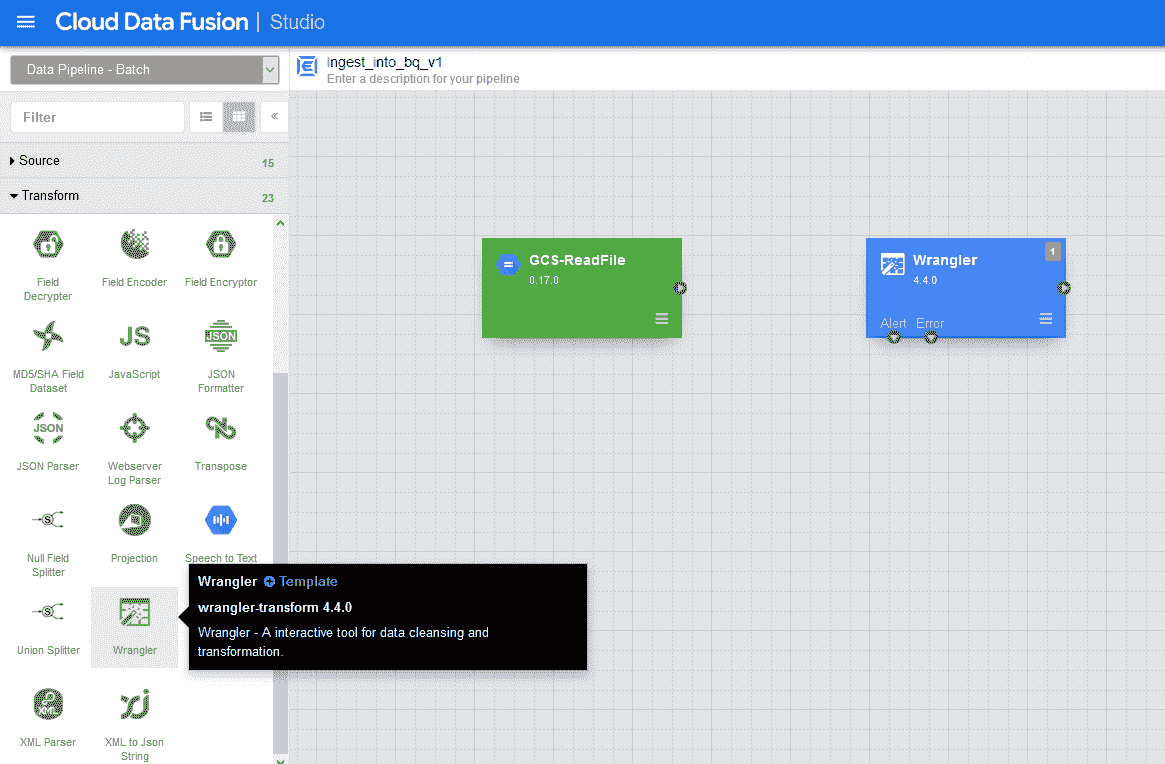 Cloud Data Fusion | Studio
Data Pipeline - Batch
Ingest_into_bq_v1
Enter a description for your pipeline
Filter
Source 15
Transform 23
Field Decrypter
Field Encoder
Field Encryptor
MD5/SHA Field Dataset
JS
JavaScript
JSON
JSON Formatter
JSON
JSON Parser
Webserver Log Parser
Transpose
S
Null Field Splitter
Projection
Speech to Text
S
Union Splitter
Wrangler
XML
XML Parser
XML to Json String
GCS-ReadFile
0.17.0
Wrangler
1
4.4.0
Alert Error
Wrangler Template
wrangler-transform 4.4.0
Wrangler - A interactive tool for data cleansing and
transformation.